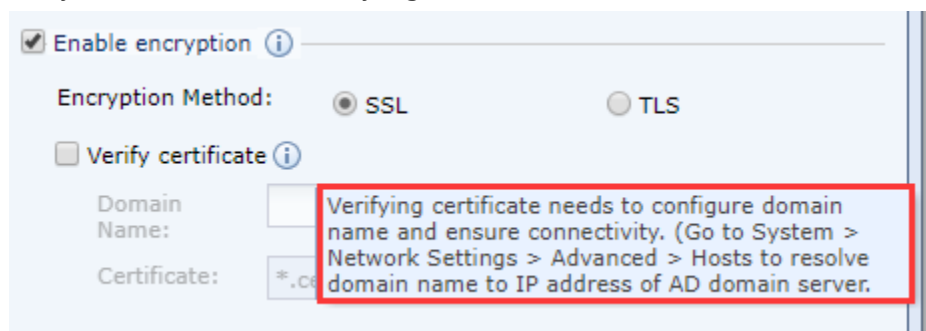 Enable encryption
Encryption Method: SSL TLS
Verify certificate
Domain
Name:
Verifying certificate needs to configure domain
name and ensure connectivity. (Go to System >
Network Settings > Advanced > Hosts to resolve
domain name to IP address of AD domain server.
Certificate: *.ce